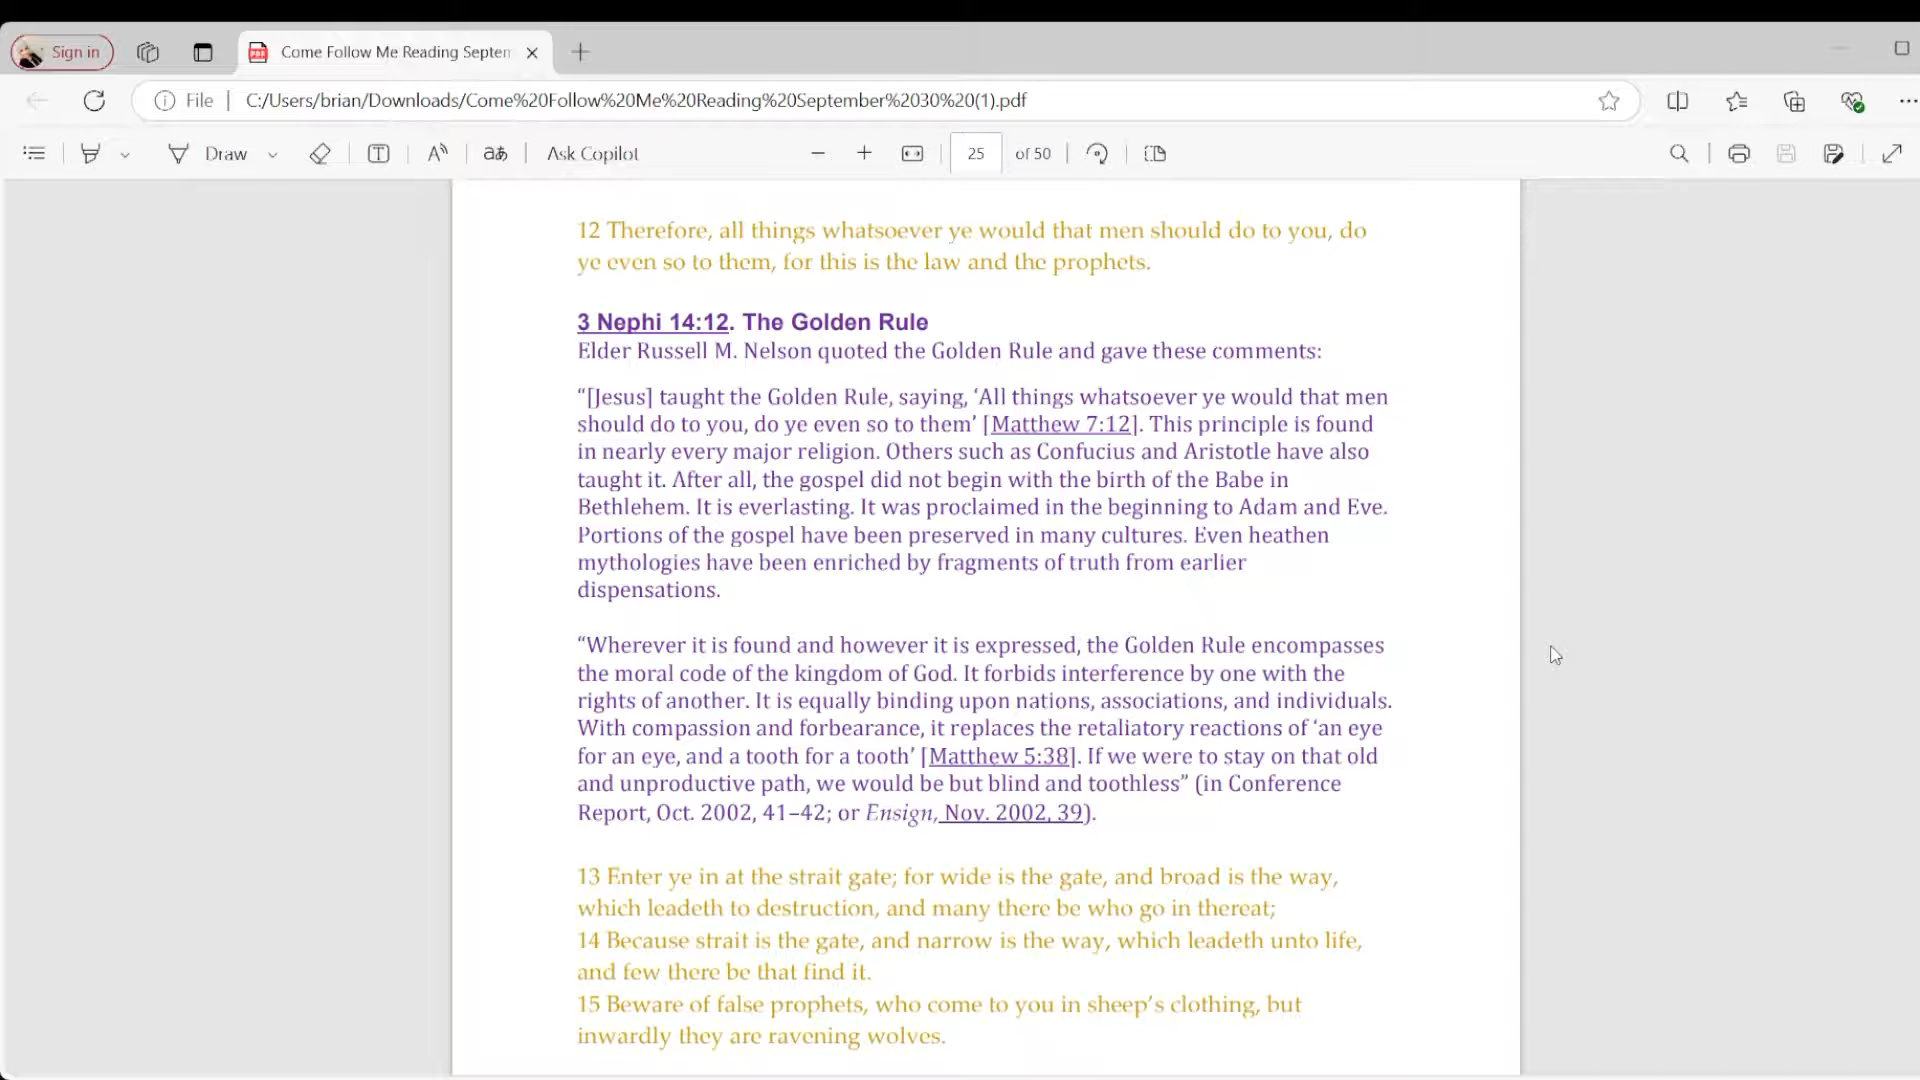 Sign in
Come Follow Me Reading Septem
File
C:/Users/brian/Downloads/Come%20Follow%20Me%20Reading%20September%2030%20(1).pdf
Draw
Ask Copilot
25 of 50
12 Therefore, all things whatsoever ye would that men should do to you, do
ye even so to them, for this is the law and the prophets.
3 Nephi 14:12. The Golden Rule
Elder Russell M. Nelson quoted the Golden Rule and gave these comments:
“[Jesus] taught the Golden Rule, saying, ‘All things whatsoever ye would that men
should do to you, do ye even so to them’ [Matthew 7:12]. This principle is found
in nearly every major religion. Others such as Confucius and Aristotle have also
taught it. After all, the gospel did not begin with the birth of the Babe in
Bethlehem. It is everlasting. It was proclaimed in the beginning to Adam and Eve.
Portions of the gospel have been preserved in many cultures. Even heathen
mythologies have been enriched by fragments of truth from earlier
dispensations.
“Wherever it is found and however it is expressed, the Golden Rule encompasses
the moral code of the kingdom of God. It forbids interference by one with the
rights of another. It is equally binding upon nations, associations, and individuals.
With compassion and forbearance, it replaces the retaliatory reactions of ‘an eye
for an eye, and a tooth for a tooth’ [Matthew 5:38]. If we were to stay on that old
and unproductive path, we would be but blind and toothless” (in Conference
Report, Oct. 2002, 41–42; or Ensign, Nov. 2002, 39).
13 Enter ye in at the strait gate; for wide is the gate, and broad is the way,
which leadeth to destruction, and many there be who go in thereat;
14 Because strait is the gate, and narrow is the way, which leadeth unto life,
and few there be that find it.
15 Beware of false prophets, who come to you in sheep’s clothing, but
inwardly they are ravening wolves.